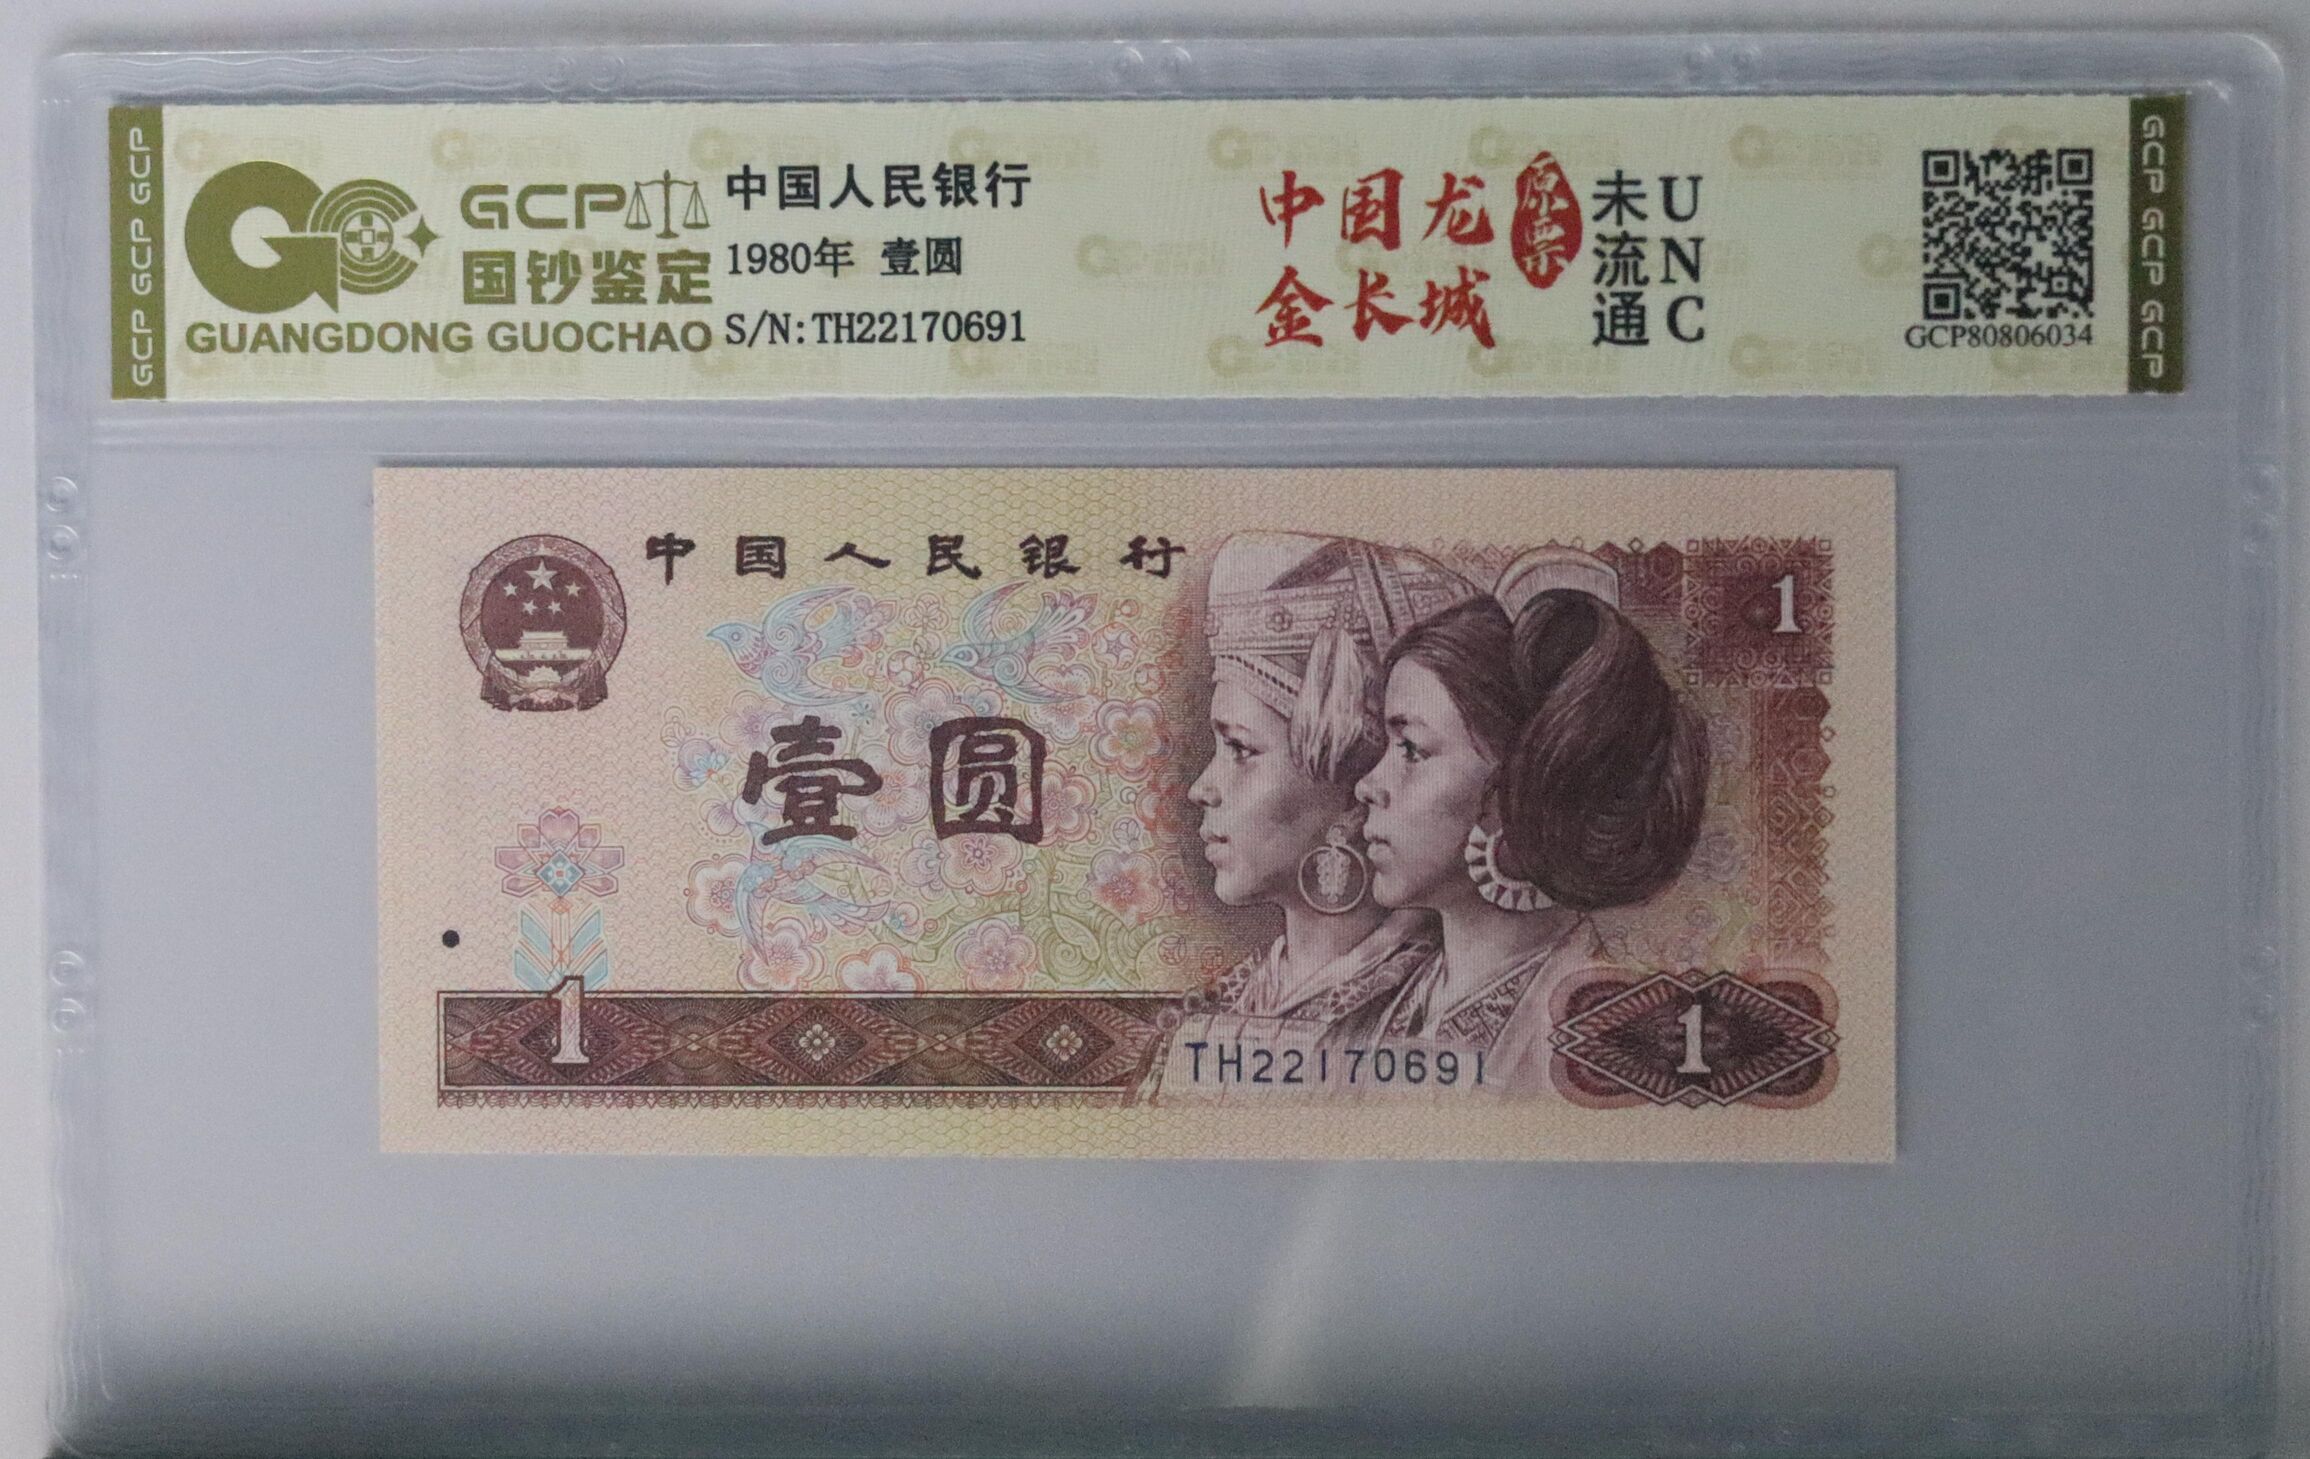 GCP GCP GCP
GCP
国钞鉴定
GUANGDONG GUOCHAO
中国人民银行
1980年 壹圆
S/N:TH22170691
中国龙
金长城
原票
未流通
UNC
GCP80806034
GCP GCP GCP
中国人民银行
1
壹圆
1
TH22170691
1